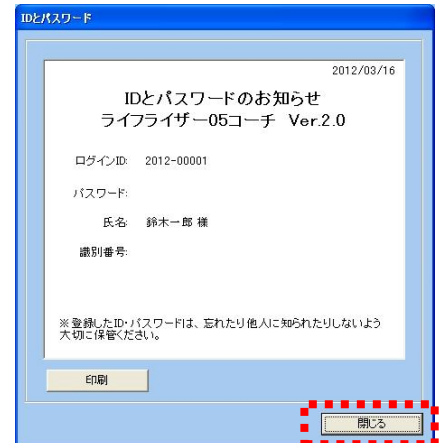 IDとパスワード
2012/03/16
IDとパスワードのお知らせ
ライフライザー05コーチ Ver.2.0
ログインID: 2012-00001
パスワード:
氏名: 鈴木一郎 様
識別番号:
※登録したID・パスワードは、忘れたり他人に知られたりしないよう
大切に保管ください。
印刷
閉じる